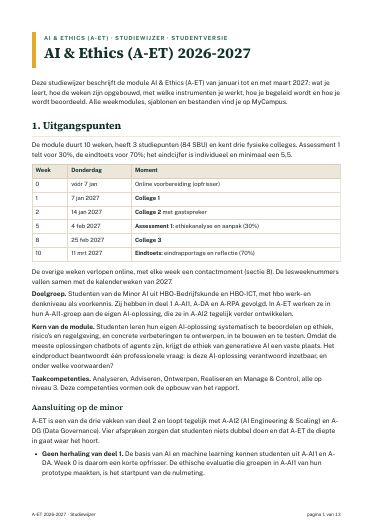 AI & ETHICS (A-ET) · STUDIEWIJZER · STUDENTVERSIE
AI & Ethics (A-ET) 2026-2027
Deze studiewijzer beschrijft de module AI & Ethics (A-ET) van januari tot en met maart 2027: wat je
leert, hoe de weken zijn opgebouwd, met welke instrumenten je werkt, hoe je begeleid wordt en hoe je
wordt beoordeeld. Alle weekmodules, sjablonen en bestanden vind je op MyCampus.
1. Uitgangspunten
De module duurt 10 weken, heeft 3 studiepunten (84 SBU) en kent drie fysieke colleges. Assessment 1
telt voor 30%, de eindtoets voor 70%; het eindcijfer is individueel en minimaal een 5,5.
Week Donderdag Moment
0 vóór 7 jan Online voorbereiding (opfrisser)
1 7 jan 2027 Collage 1
2 14 jan 2027 Collage 2 met gastspreker
5 4 feb 2027 Assessment 1: ethiekanalyse en aanpak (30%)
8 25 feb 2027 Collage 3
10 11 mrt 2027 Eindtoets: eindrapportage en reflectie (70%)
De overige weken verlopen online, met elke week een contactmoment (sectie 8). De lesweeknummers
vallen samen met de kalenderweken van 2027.
Doelgroep. Studenten van de Minor AI uit HBO-Bedrijfskunde en HBO-ICT, met hbo werk- en
denkniveau als voorkennis. Zij hebben in deel 1 A-AI1, A-DA en A-RPA gevolgd. In A-ET werken ze in
hun A-AI1-groep aan de eigen AI-oplossing, die ze in A-AI2 tegelijk verder ontwikkelen.
Kern van de module. Studenten leren hun eigen AI-oplossing systematisch te beoordelen op ethiek,
risico's en regelgeving, en concrete verbeteringen te ontwerpen, in te bouwen en te testen. Omdat de
meeste oplossingen chatbots of agents zijn, krijgt de ethiek van generatieve AI een vaste plaats. Het
eindproduct beantwoordt één professionele vraag: is deze AI-oplossing verantwoord inzetbaar, en
onder welke voorwaarden?
Taakcompetenties. Analyseren, Adviseren, Ontwerpen, Realiseren en Manage & Control, alle op
niveau 3. Deze competenties vormen ook de opbouw van het rapport.
Aansluiting op de minor
A-ET is een van de drie vakken van deel 2 en loopt tegelijk met A-AI2 (AI Engineering & Scaling) en A-
DG (Data Governance). Vier afspraken zorgen dat studenten niets dubbel doen en dat A-ET de diepte
in gaat waar het hoort.
• Geen herhaling van deel 1. De basis van AI en machine learning kennen studenten uit A-AI1 en A-
DA. Week 0 is daarom een korte opfrisser. De ethische evaluatie die groepen in A-AI1 van hun
prototype maakten, is het startpunt van de nulmeting.
A-ET 2026-2027 · Studiewijzer pagina 1 van 13